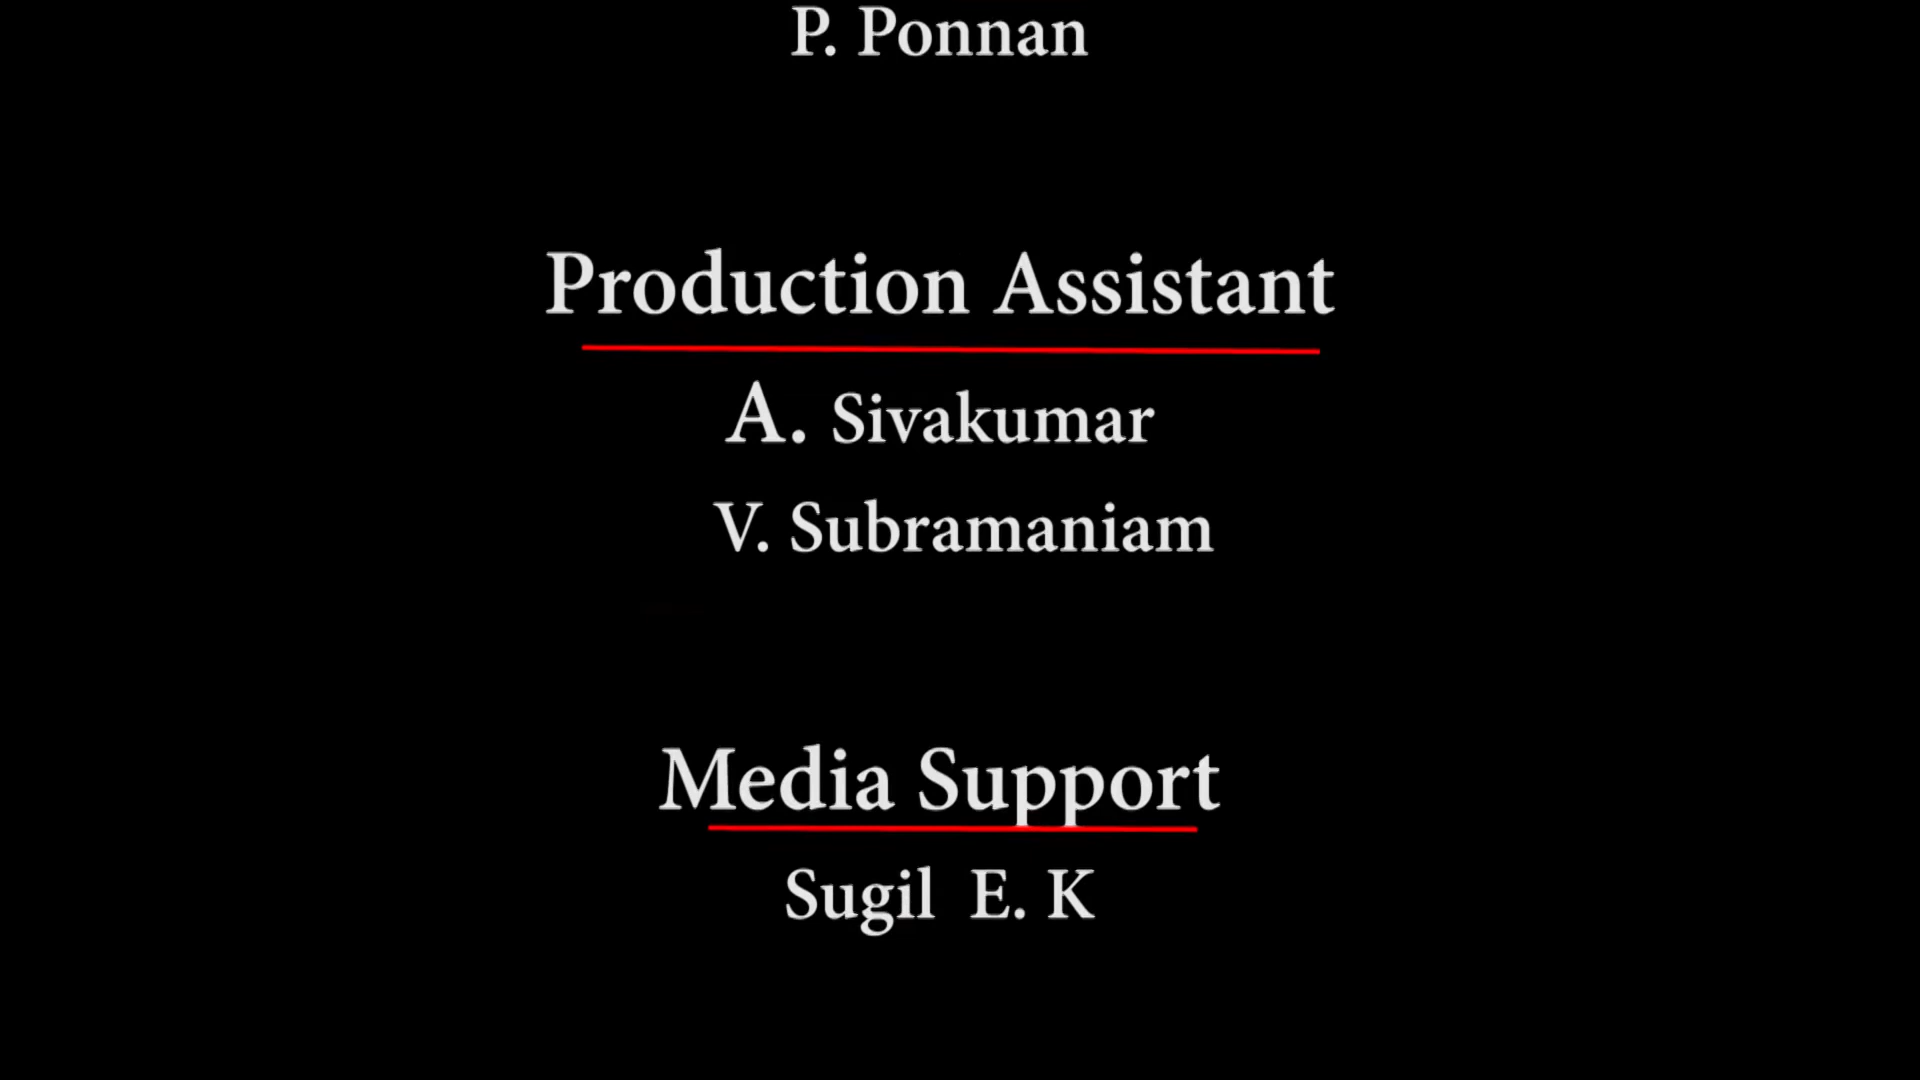 P. Ponnan
Production Assistant
A. Sivakumar
V. Subramaniam
Media Support
Sugil E. K